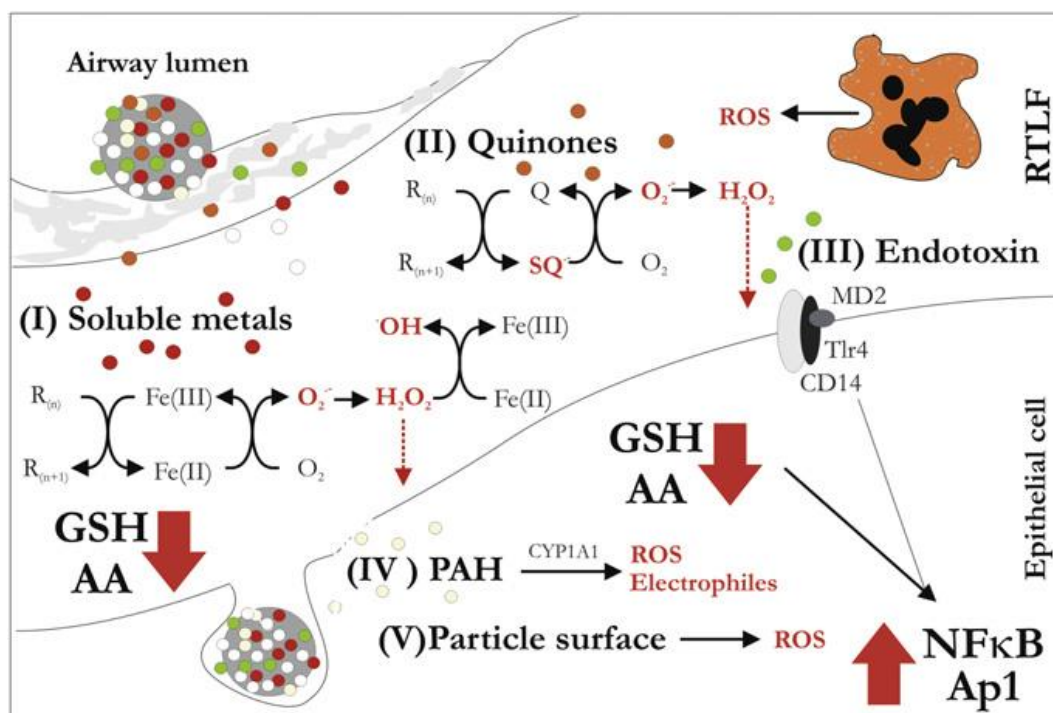 Airway lumen
ROS
RTLF
(II) Quinones
R(n)
Q
O₂⁻·
H₂O₂
R(n+1)
SQ⁻·
O₂
(III) Endotoxin
MD2
Tlr4
CD14
(I) Soluble metals
·OH
Fe(III)
R(n)
Fe(III)
O₂⁻·
H₂O₂
Fe(II)
R(n+1)
Fe(II)
O₂
GSH
AA
GSH
AA
Epithelial cell
(IV ) PAH
CYP1A1
ROS
Electrophiles
(V)Particle surface
ROS
NFκB
Ap1